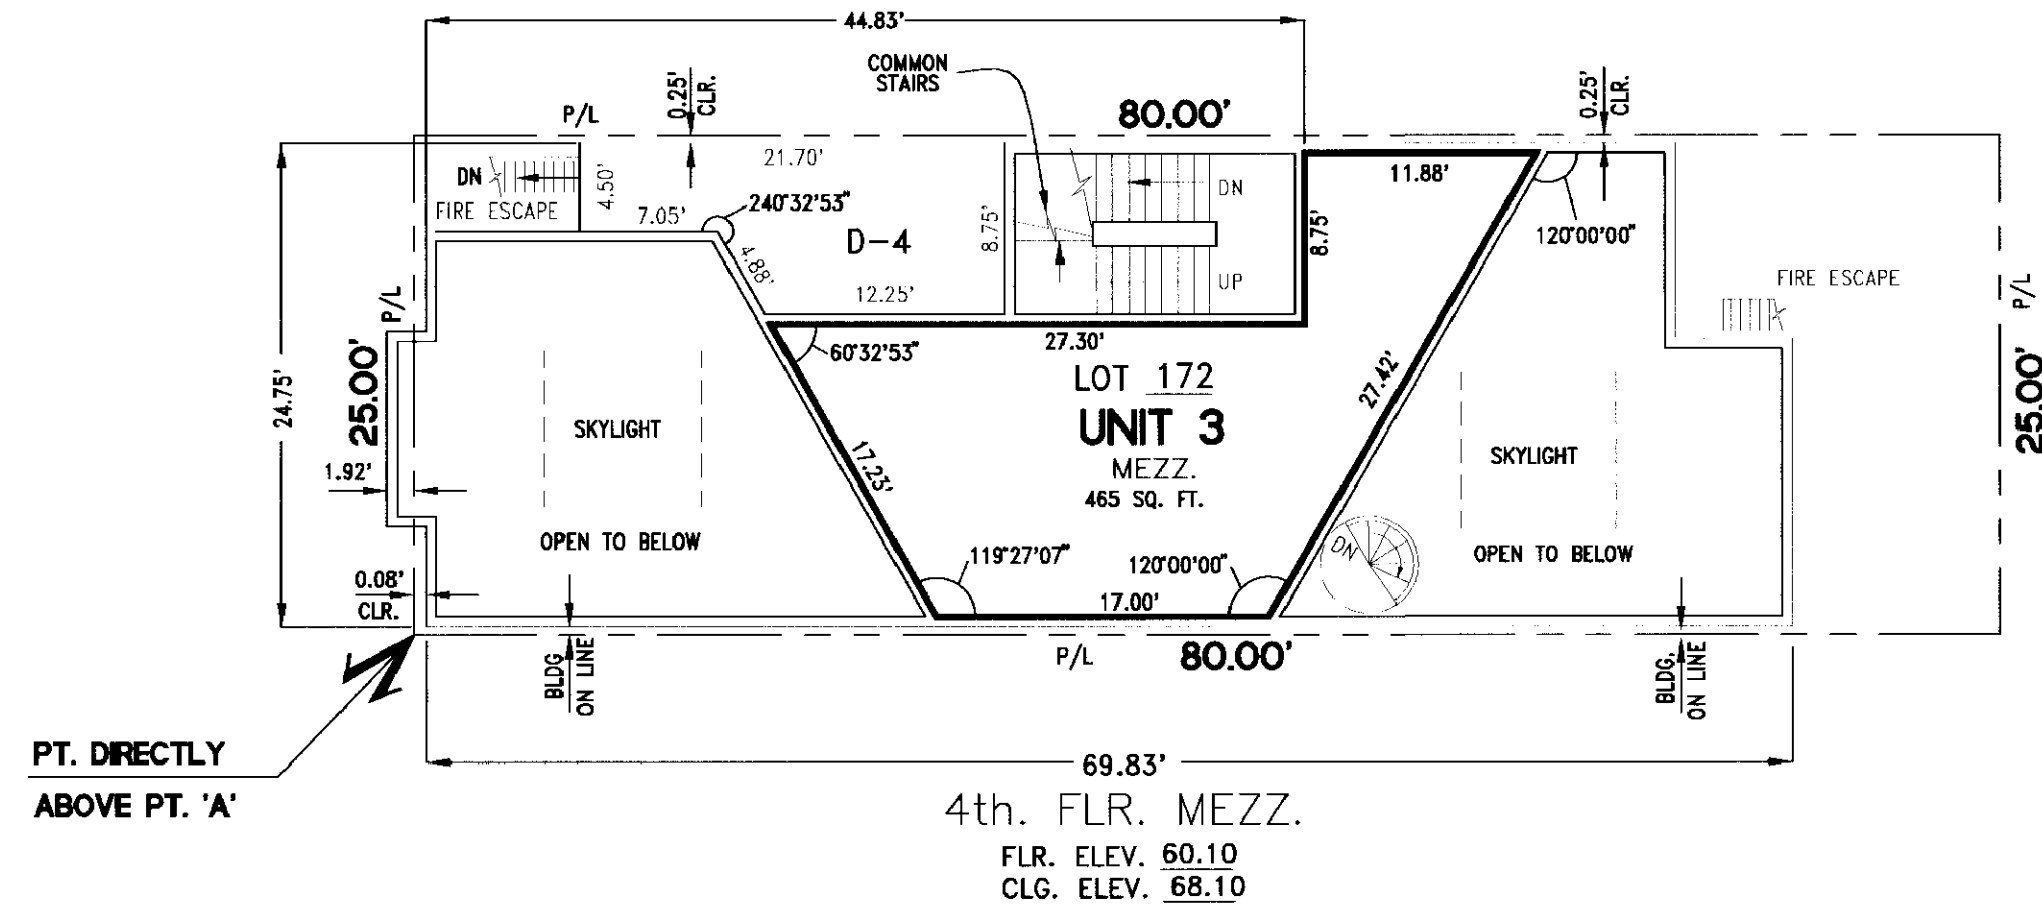 44.83'
COMMON
STAIRS
0.25'
CLR.
P/L
80.00'
0.25'
CLR.
21.70'
DN
4.50'
FIRE ESCAPE
7.05'
240°32'53"
D-4
8.75'
DN
11.88'
8.75'
120°00'00"
4.88'
12.25'
UP
FIRE ESCAPE
P/L
P/L
60°32'53"
27.30'
LOT 172
UNIT 3
MEZZ.
465 SQ. FT.
27.42'
24.75'
25.00'
25.00'
SKYLIGHT
SKYLIGHT
17.23'
1.92'
OPEN TO BELOW
DN
OPEN TO BELOW
119°27'07"
120°00'00"
0.08'
CLR.
17.00'
BLDG
ON LINE
P/L
80.00'
BLDG,
ON LINE
PT. DIRECTLY
ABOVE PT. 'A'
69.83'
4th. FLR. MEZZ.
FLR. ELEV. 60.10
CLG. ELEV. 68.10